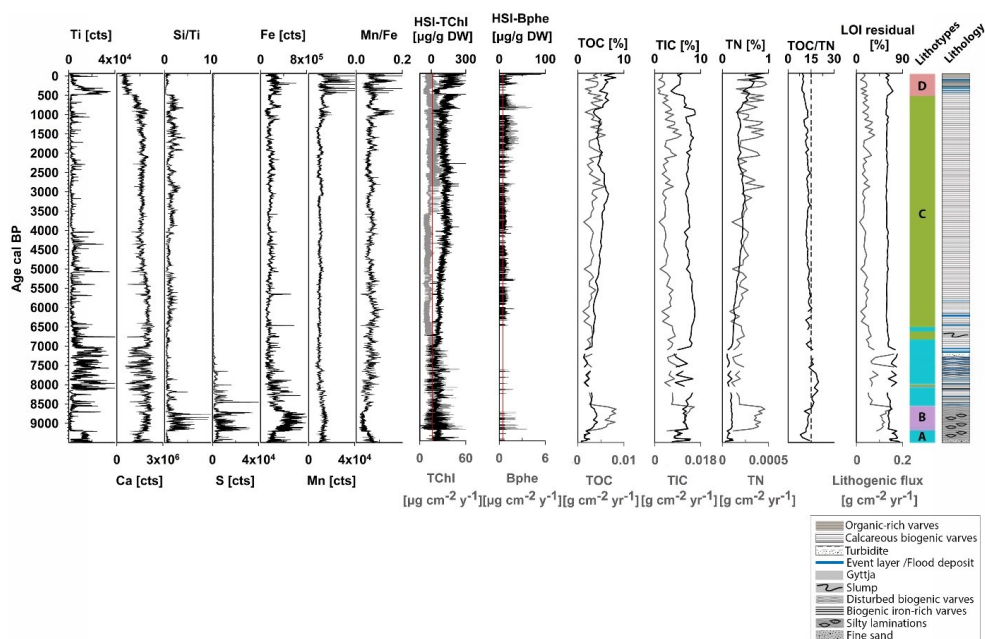 Ti [cts] Si/Ti Fe [cts] Mn/Fe HSI-TChl [µg/g DW] HSI-Bphe [µg/g DW] TOC [%] TIC [%] TN [%] TOC/TN LOI residual [%] Lithotypes Lithology
0 4x10⁴ 0 10 0 8x10⁵ 0.0 0.2 0 300 0 100 0 10 0 10 0 1 0 15 30 0 90
Age cal BP
0
500
1000
1500
2000
2500
3000
3500
4000
4500
5000
5500
6000
6500
7000
7500
8000
8500
9000
D
C
B
A
0 3x10⁶ 0 4x10⁴ 0 4x10⁴ 0 60 0 6 0 0.01 0 0.018 0 0.0005 0 0.2
Ca [cts] S [cts] Mn [cts] TChl Bphe TOC TIC TN Lithogenic flux
[µg cm⁻² y⁻¹] [µg cm⁻² y⁻¹] [g cm⁻² yr⁻¹] [g cm⁻² yr⁻¹] [g cm⁻² yr⁻¹] [g cm⁻² yr⁻¹]
Organic-rich varves
Calcareous biogenic varves
Turbidite
Event layer /Flood deposit
Gyttja
Slump
Disturbed biogenic varves
Biogenic iron-rich varves
Silty laminations
Fine sand